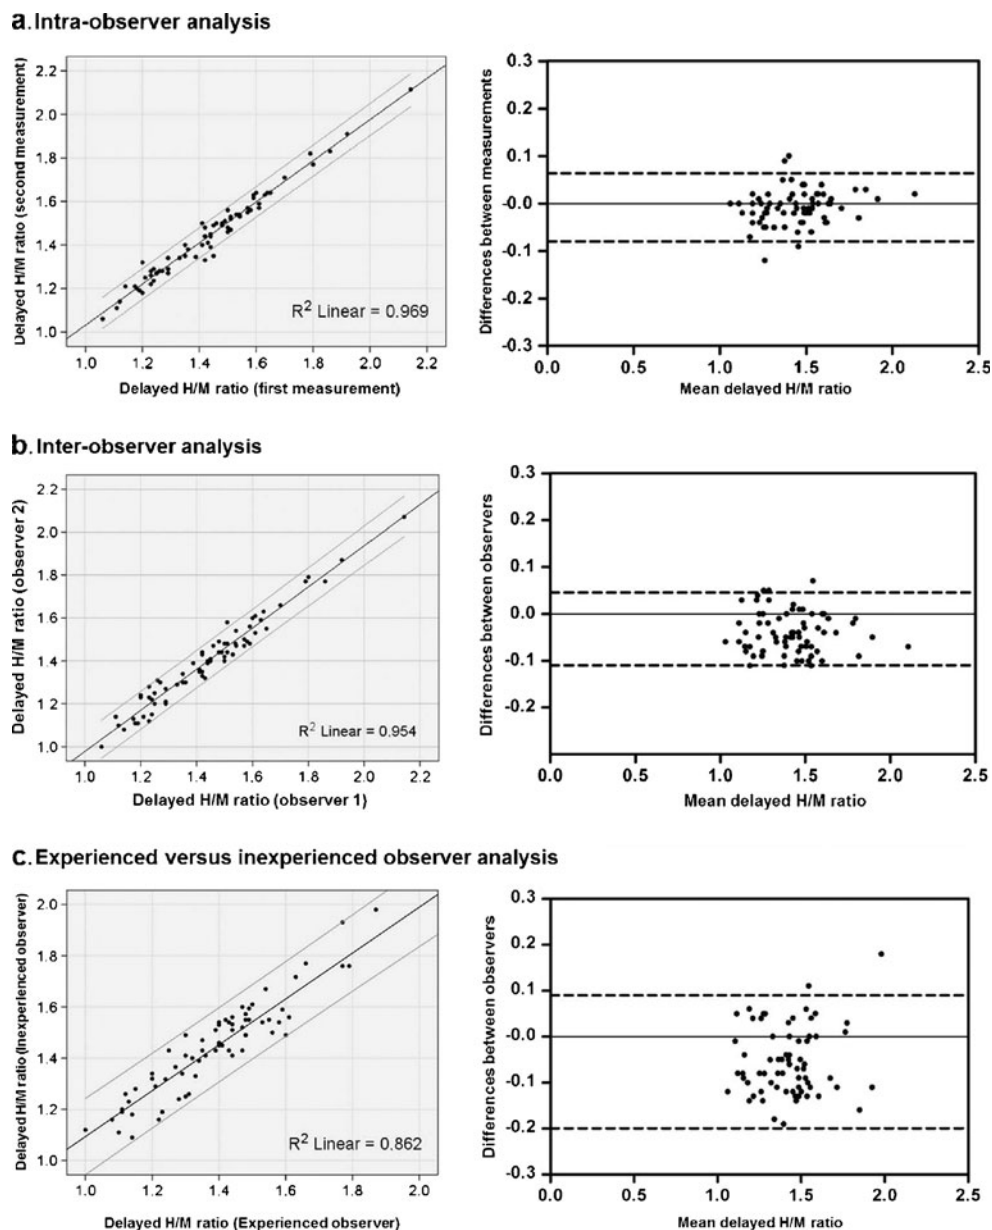 a. Intra-observer analysis
Delayed H/M ratio (second measurement)
2.2
2.0
1.8
1.6
1.4
1.2
1.0
R² Linear = 0.969
1.0 1.2 1.4 1.6 1.8 2.0 2.2
Delayed H/M ratio (first measurement)
Differences between measurements
0.3
0.2
0.1
-0.0
-0.1
-0.2
-0.3
0.0 0.5 1.0 1.5 2.0 2.5
Mean delayed H/M ratio
b. Inter-observer analysis
Delayed H/M ratio (observer 2)
2.2
2.0
1.8
1.6
1.4
1.2
1.0
R² Linear = 0.954
1.0 1.2 1.4 1.6 1.8 2.0 2.2
Delayed H/M ratio (observer 1)
Differences between observers
0.3
0.2
0.1
0.0
-0.1
-0.2
0.0 0.5 1.0 1.5 2.0 2.5
Mean delayed H/M ratio
c. Experienced versus inexperienced observer analysis
Delayed H/M ratio (Inexperienced observer)
2.0
1.8
1.6
1.4
1.2
1.0
R² Linear = 0.862
1.0 1.2 1.4 1.6 1.8 2.0
Delayed H/M ratio (Experienced observer)
Differences between observers
0.3
0.2
0.1
-0.0
-0.1
-0.2
-0.3
0.0 0.5 1.0 1.5 2.0 2.5
Mean delayed H/M ratio